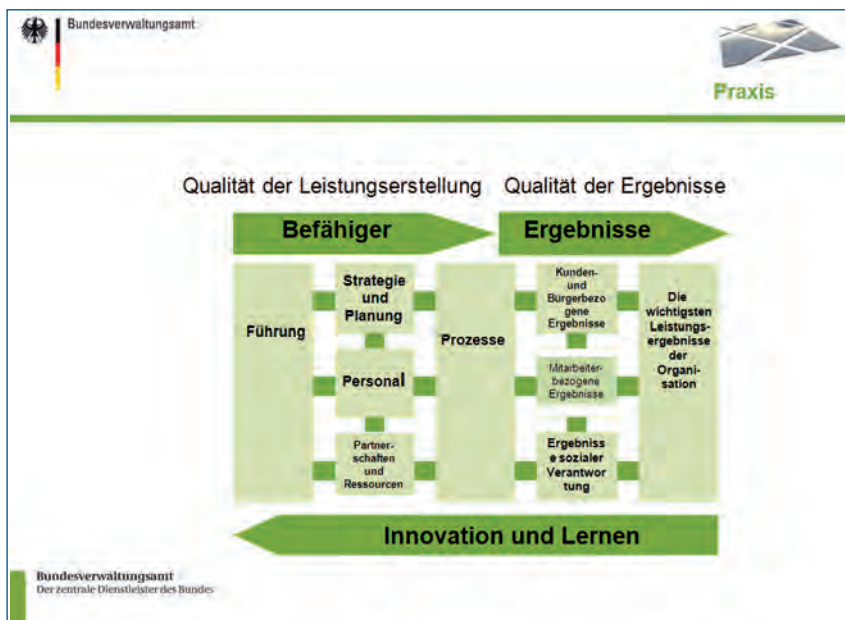 Bundesverwaltungsamt
Praxis
Qualität der Leistungserstellung
Qualität der Ergebnisse
Befähiger
Ergebnisse
Führung
Strategie
und
Planung
Personal
Partner-
schaften
und
Ressourcen
Prozesse
Kunden-
und
Bürgerbezo
gene
Ergebnisse
Mitarbeiter-
bezogene
Ergebnisse
Ergebniss
e sozialer
Verantwor
tung
Die
wichtigsten
Leistungs-
ergebnisse
der
Organi-
sation
Innovation und Lernen
Bundesverwaltungsamt
Der zentrale Dienstleister des Bundes